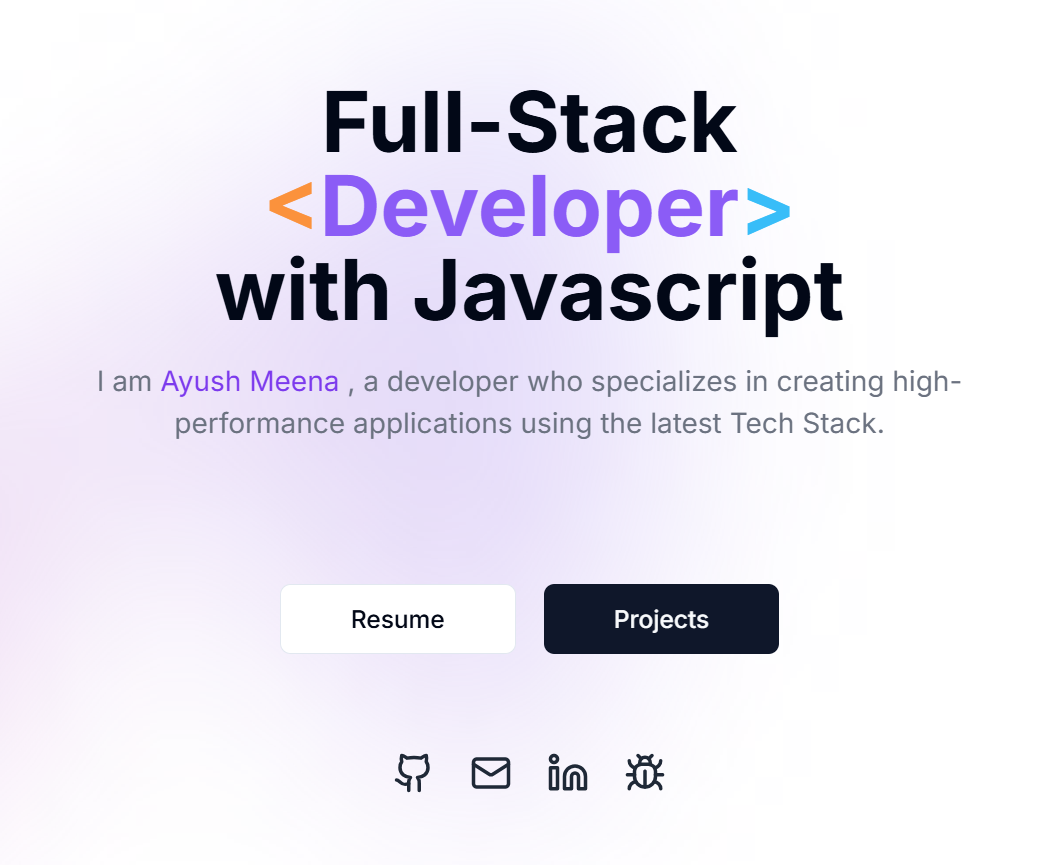 Full-Stack
<Developer>
with Javascript
I am Ayush Meena , a developer who specializes in creating high-
performance applications using the latest Tech Stack.
Resume
Projects